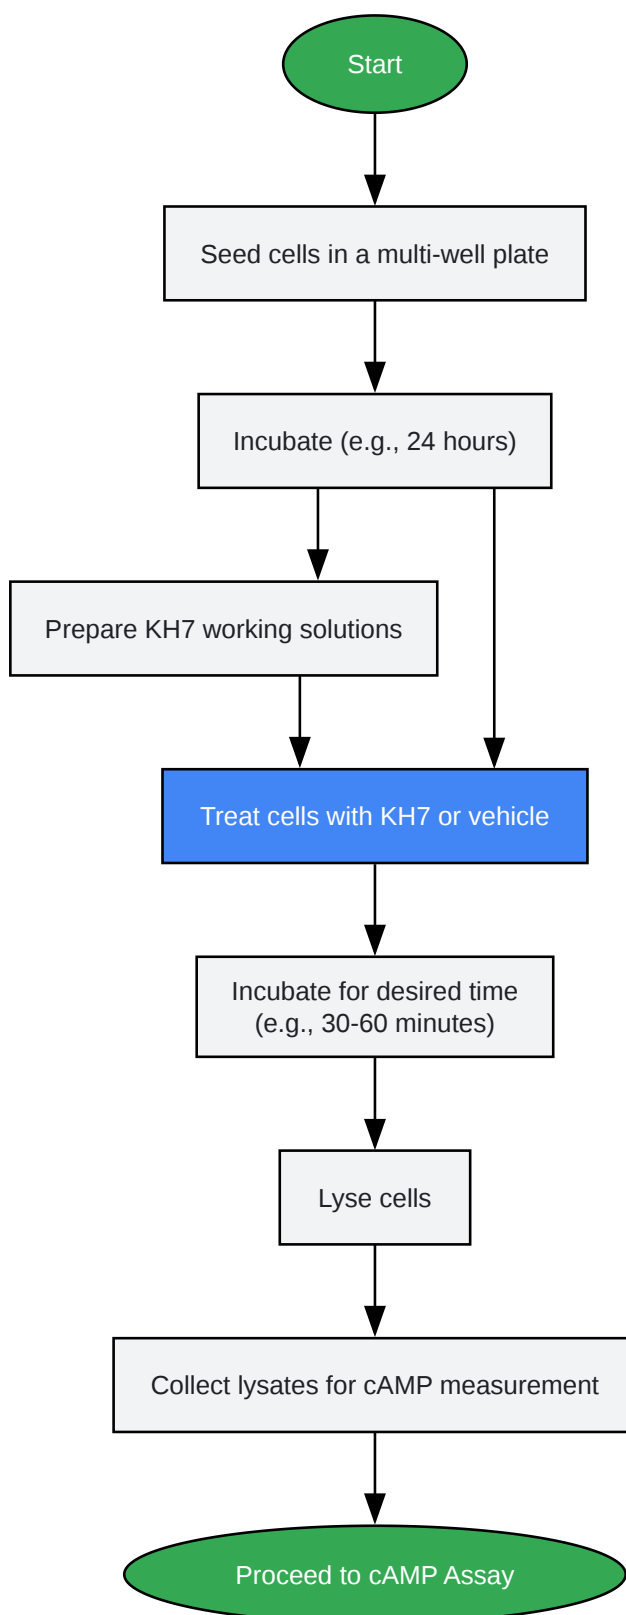 Start
Seed cells in a multi-well plate
Incubate (e.g., 24 hours)
Prepare KH7 working solutions
Treat cells with KH7 or vehicle
Incubate for desired time
(e.g., 30-60 minutes)
Lyse cells
Collect lysates for cAMP measurement
Proceed to cAMP Assay